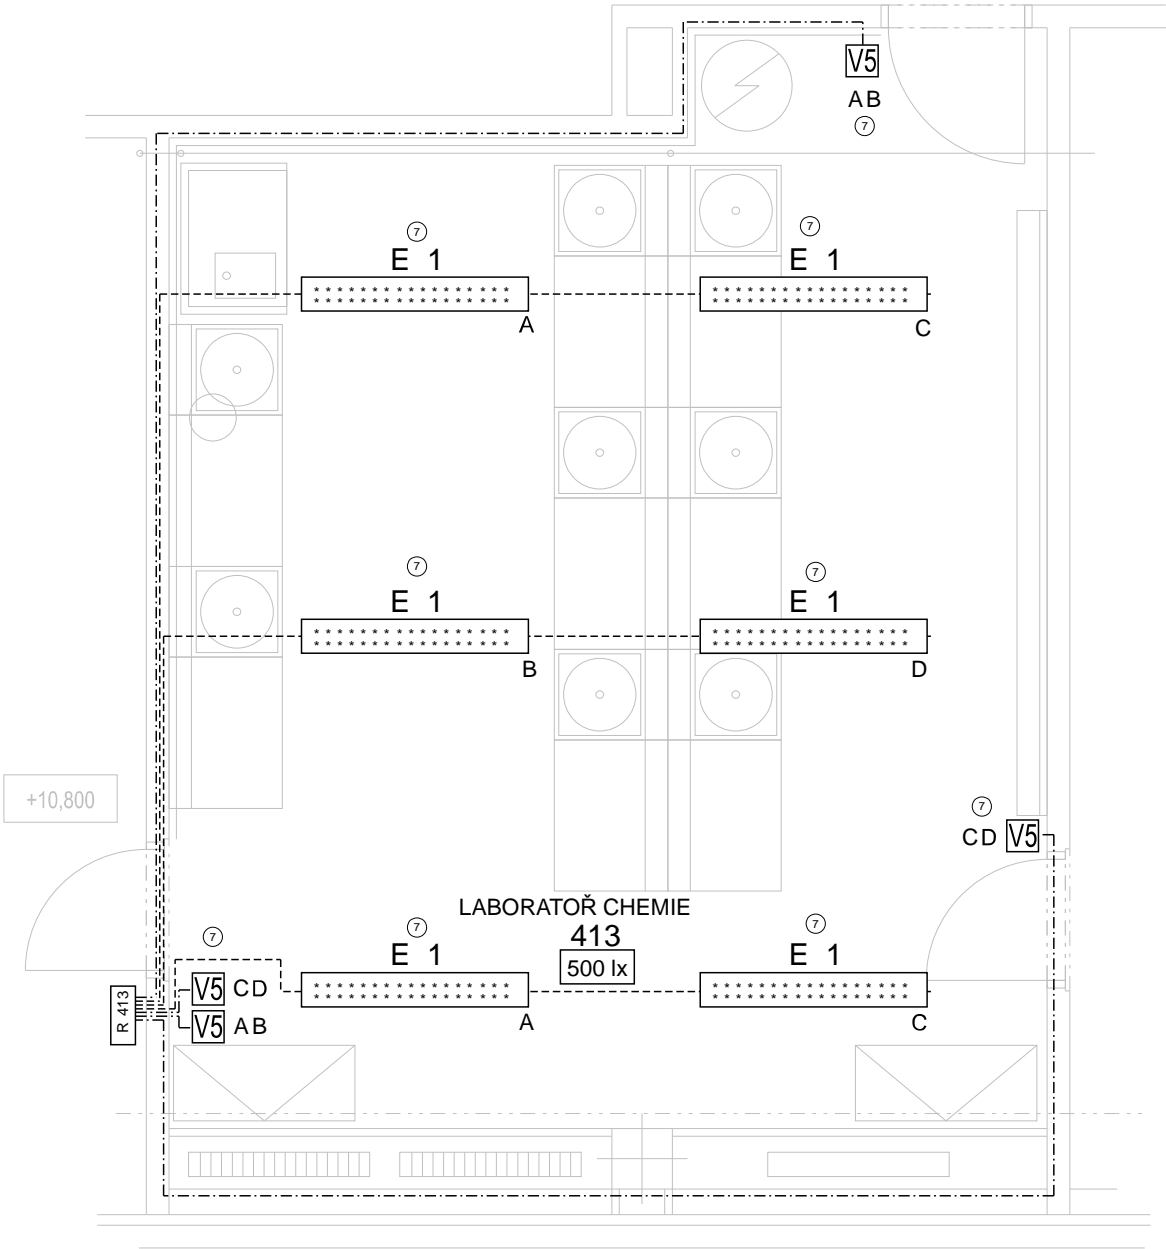 V5
AB
7
7
7
E 1
E 1
A
C
7
7
E 1
E 1
B
D
+10,800
7
CD V5
LABORATOŘ CHEMIE
413
500 lx
7
7
7
E 1
E 1
A
C
R 413
V5 CD
V5 AB